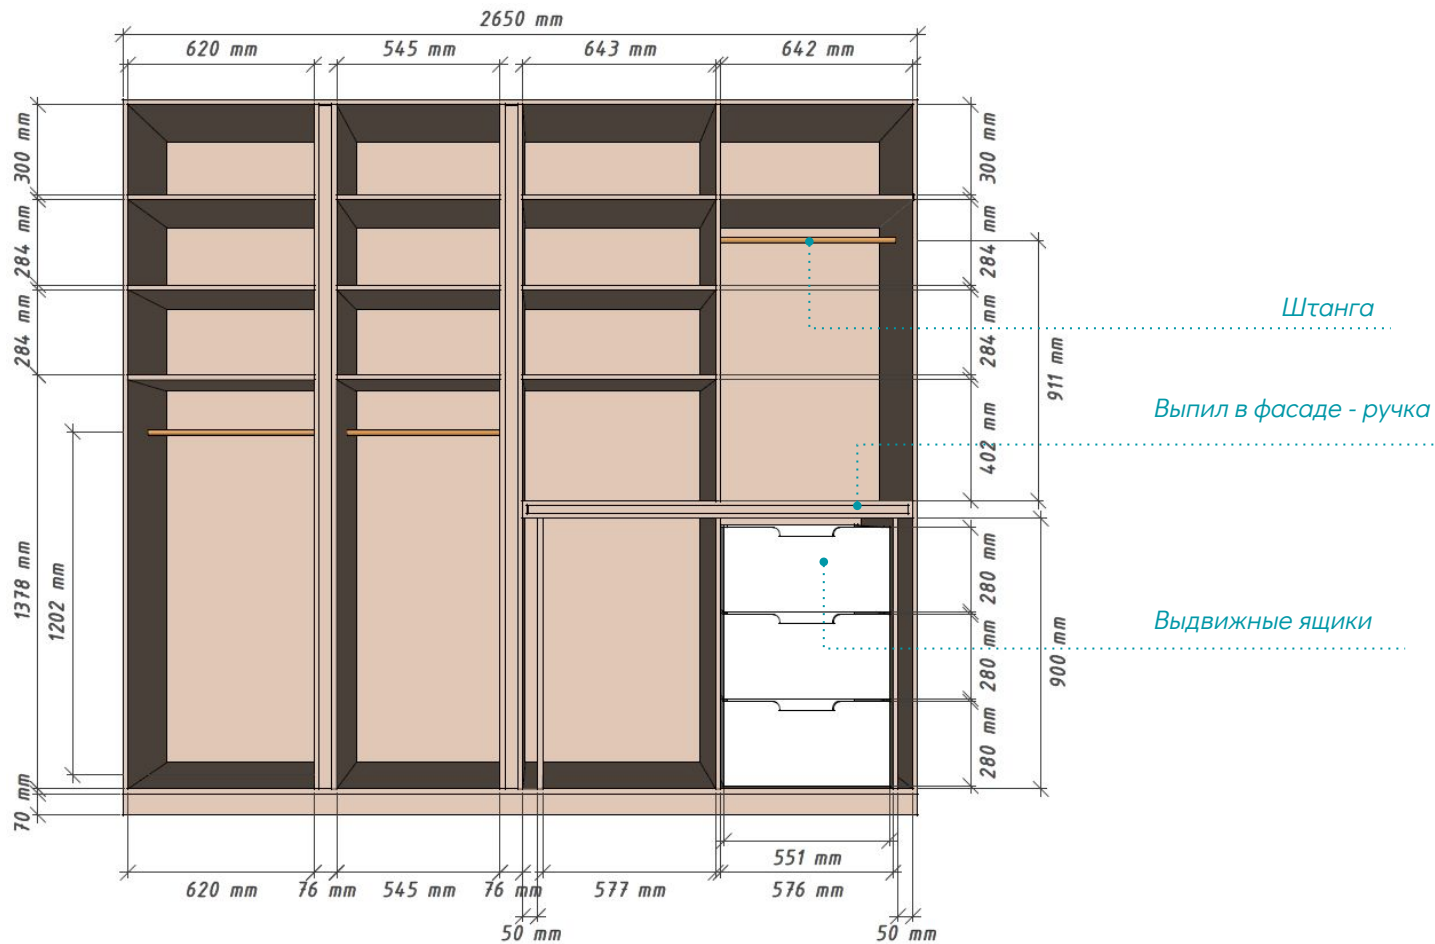 2650 mm
620 mm
545 mm
643 mm
642 mm
300 mm
284 mm
284 mm
1378 mm
1202 mm
70 mm
300 mm
284 mm
284 mm
402 mm
911 mm
280 mm
280 mm
280 mm
900 mm
Штанга
Выпил в фасаде - ручка
Выдвижные ящики
551 mm
620 mm
76 mm
545 mm
76 mm
577 mm
576 mm
50 mm
50 mm